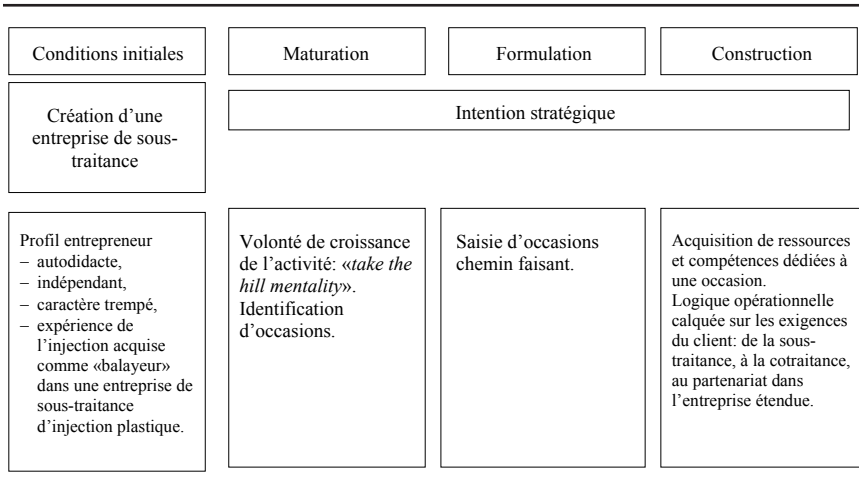 Conditions initiales
Maturation
Formulation
Construction
Création d’une
entreprise de sous-
traitance
Intention stratégique
Profil entrepreneur
– autodidacte,
– indépendant,
– caractère trempé,
– expérience de
l’injection acquise
comme «balayeur»
dans une entreprise de
sous-traitance
d’injection plastique.
Volonté de croissance
de l’activité: «take the
hill mentality».
Identification
d’occasions.
Saisie d’occasions
chemin faisant.
Acquisition de ressources
et compétences dédiées à
une occasion.
Logique opérationnelle
calquée sur les exigences
du client: de la sous-
traitance, à la cotraitance,
au partenariat dans
l’entreprise étendue.